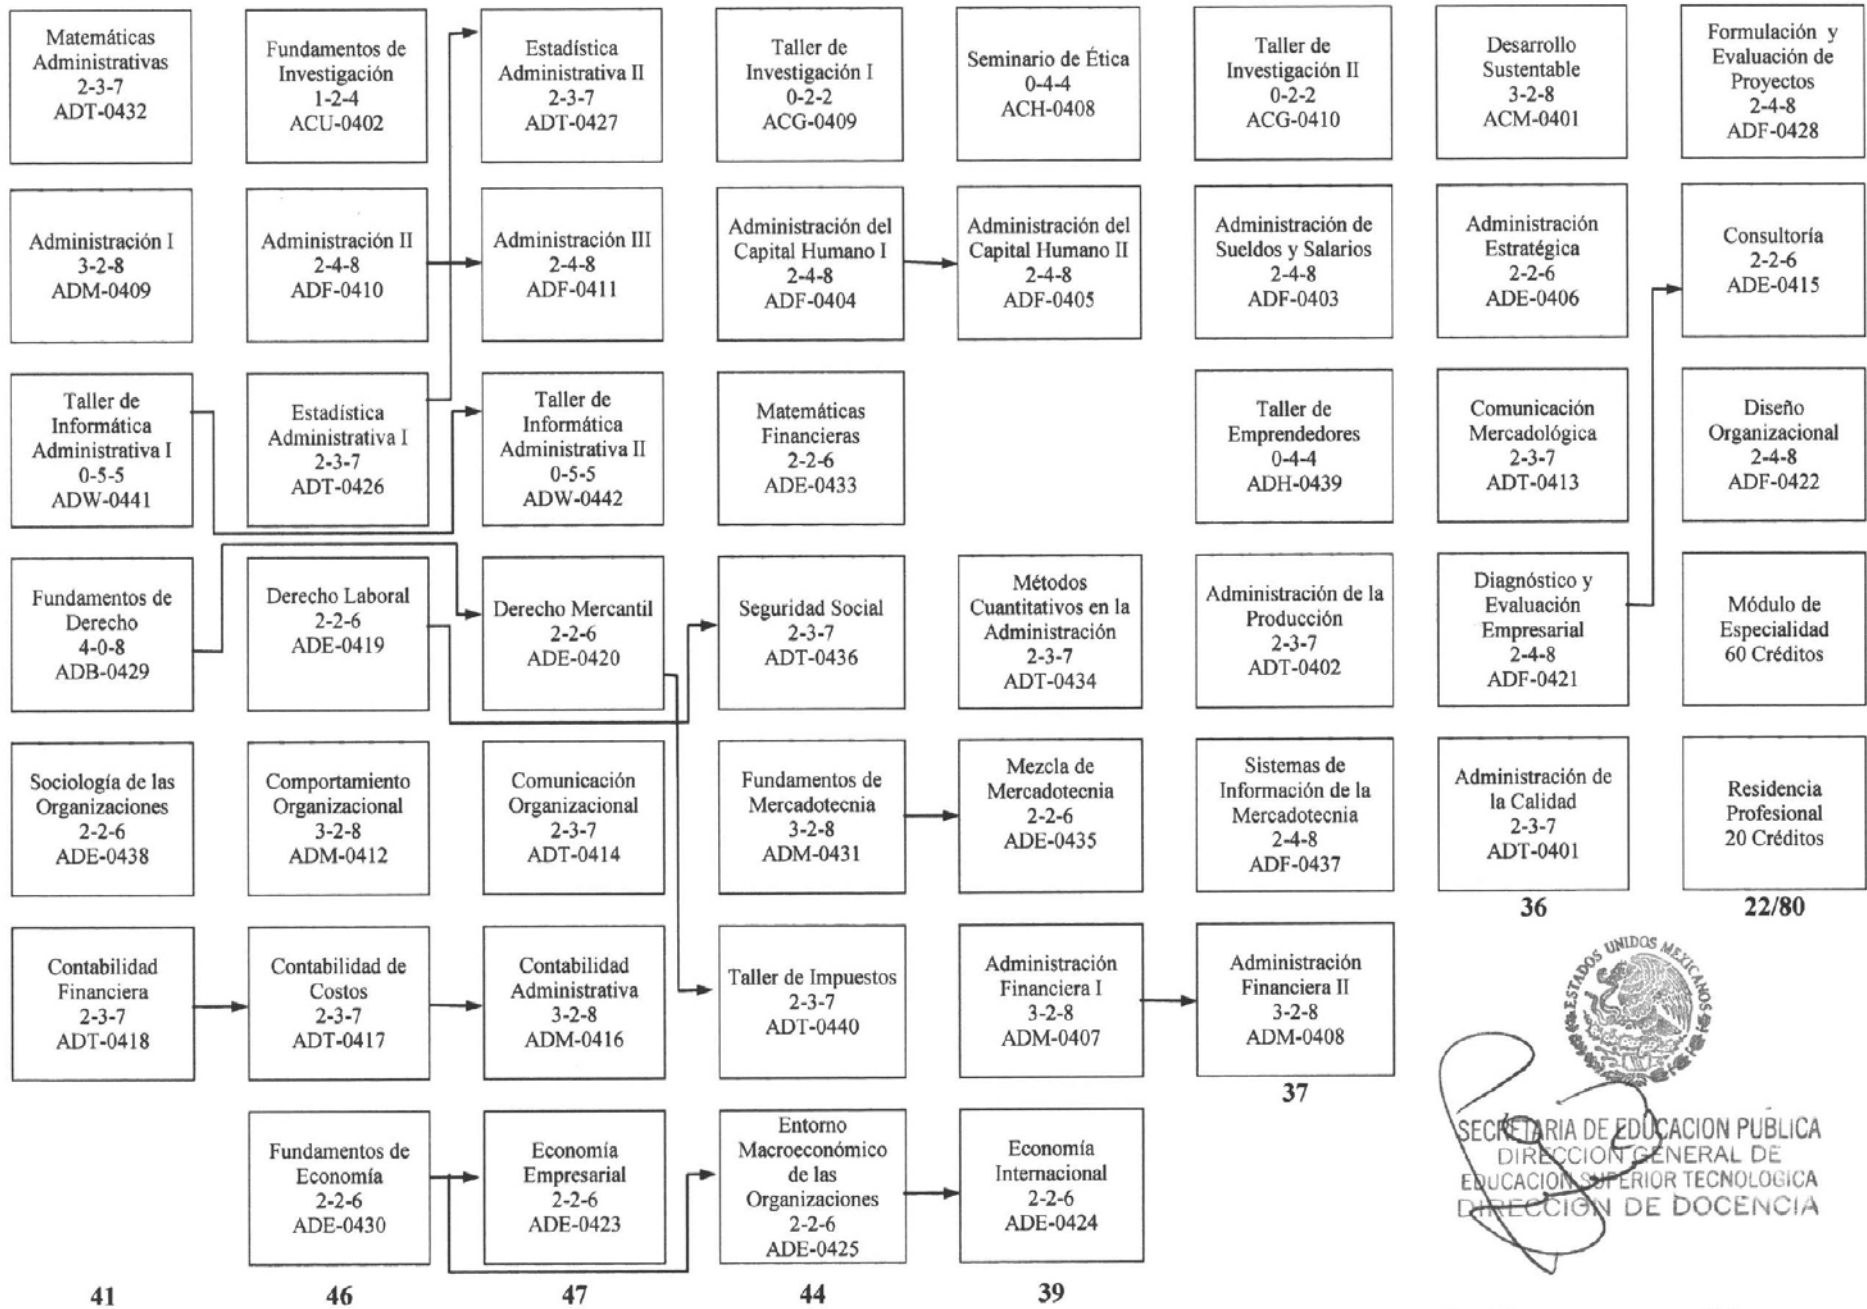 Matemáticas
Administrativas
2-3-7
ADT-0432
Fundamentos de
Investigación
1-2-4
ACU-0402
Estadística
Administrativa II
2-3-7
ADT-0427
Taller de
Investigación I
0-2-2
ACG-0409
Seminario de Ética
0-4-4
ACH-0408
Taller de
Investigación II
0-2-2
ACG-0410
Desarrollo
Sustentable
3-2-8
ACM-0401
Formulación y
Evaluación de
Proyectos
2-4-8
ADF-0428
Administración I
3-2-8
ADM-0409
Administración II
2-4-8
ADF-0410
Administración III
2-4-8
ADF-0411
Administración del
Capital Humano I
2-4-8
ADF-0404
Administración del
Capital Humano II
2-4-8
ADF-0405
Administración de
Sueldos y Salarios
2-4-8
ADF-0403
Administración
Estratégica
2-2-6
ADE-0406
Consultoría
2-2-6
ADE-0415
Taller de
Informática
Administrativa I
0-5-5
ADW-0441
Estadística
Administrativa I
2-3-7
ADT-0426
Taller de
Informática
Administrativa II
0-5-5
ADW-0442
Matemáticas
Financieras
2-2-6
ADE-0433
Taller de
Emprendedores
0-4-4
ADH-0439
Comunicación
Mercadológica
2-3-7
ADT-0413
Diseño
Organizacional
2-4-8
ADF-0422
Fundamentos de
Derecho
4-0-8
ADB-0429
Derecho Laboral
2-2-6
ADE-0419
Derecho Mercantil
2-2-6
ADE-0420
Seguridad Social
2-3-7
ADT-0436
Métodos
Cuantitativos en la
Administración
2-3-7
ADT-0434
Administración de la
Producción
2-3-7
ADT-0402
Diagnóstico y
Evaluación
Empresarial
2-4-8
ADF-0421
Módulo de
Especialidad
60 Créditos
Sociología de las
Organizaciones
2-2-6
ADE-0438
Comportamiento
Organizacional
3-2-8
ADM-0412
Comunicación
Organizacional
2-3-7
ADT-0414
Fundamentos de
Mercadotecnia
3-2-8
ADM-0431
Mezcla de
Mercadotecnia
2-2-6
ADE-0435
Sistemas de
Información de la
Mercadotecnia
2-4-8
ADF-0437
Administración de
la Calidad
2-3-7
ADT-0401
Residencia
Profesional
20 Créditos
36
22/80
Contabilidad
Financiera
2-3-7
ADT-0418
Contabilidad de
Costos
2-3-7
ADT-0417
Contabilidad
Administrativa
3-2-8
ADM-0416
Taller de Impuestos
2-3-7
ADT-0440
Administración
Financiera I
3-2-8
ADM-0407
Administración
Financiera II
3-2-8
ADM-0408
37
ESTADOS UNIDOS MEXICANOS
SECRETARIA DE EDUCACION PUBLICA
DIRECCION GENERAL DE
EDUCACION SUPERIOR TECNOLOGICA
DIRECCION DE DOCENCIA
Fundamentos de
Economía
2-2-6
ADE-0430
Economía
Empresarial
2-2-6
ADE-0423
Entorno
Macroeconómico
de las
Organizaciones
2-2-6
ADE-0425
Economía
Internacional
2-2-6
ADE-0424
41
46
47
44
39